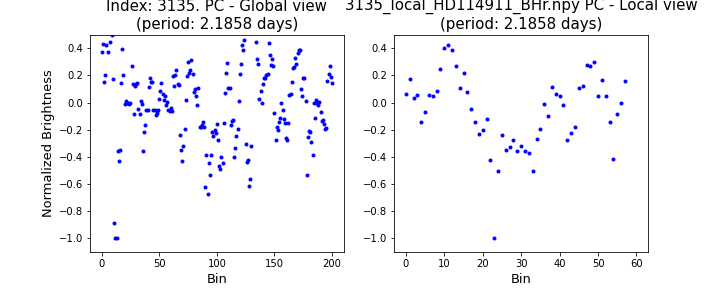 Index: 3135. PC - Global view
(period: 2.1858 days)
3135_local_HD114911_BHr.npy PC - Local view
(period: 2.1858 days)
Normalized Brightness
0.4
0.2
0.0
−0.2
−0.4
−0.6
−0.8
−1.0
0 50 100 150 200
Bin
0.4
0.2
0.0
−0.2
−0.4
−0.6
−0.8
−1.0
0 10 20 30 40 50 60
Bin